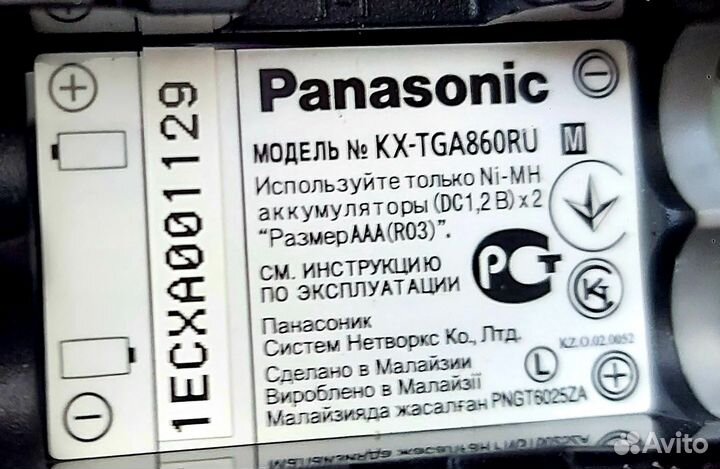 Panasonic
МОДЕЛЬ № KX-TGA860RU M
Используйте только Ni-MH
аккумуляторы (DC1,2 В) x 2
"Размер AAA (R03)".
СМ. ИНСТРУКЦИЮ
ПО ЭКСПЛУАТАЦИИ
РСТ
Панасоник
Систем Нетворкс Ко., Лтд.
KZ.O.02.0052
Сделано в Малайзии
L
Вироблено в Малайзії
Малайзияда жасалған PNGT6025ZA
1ECXA001129
Avito